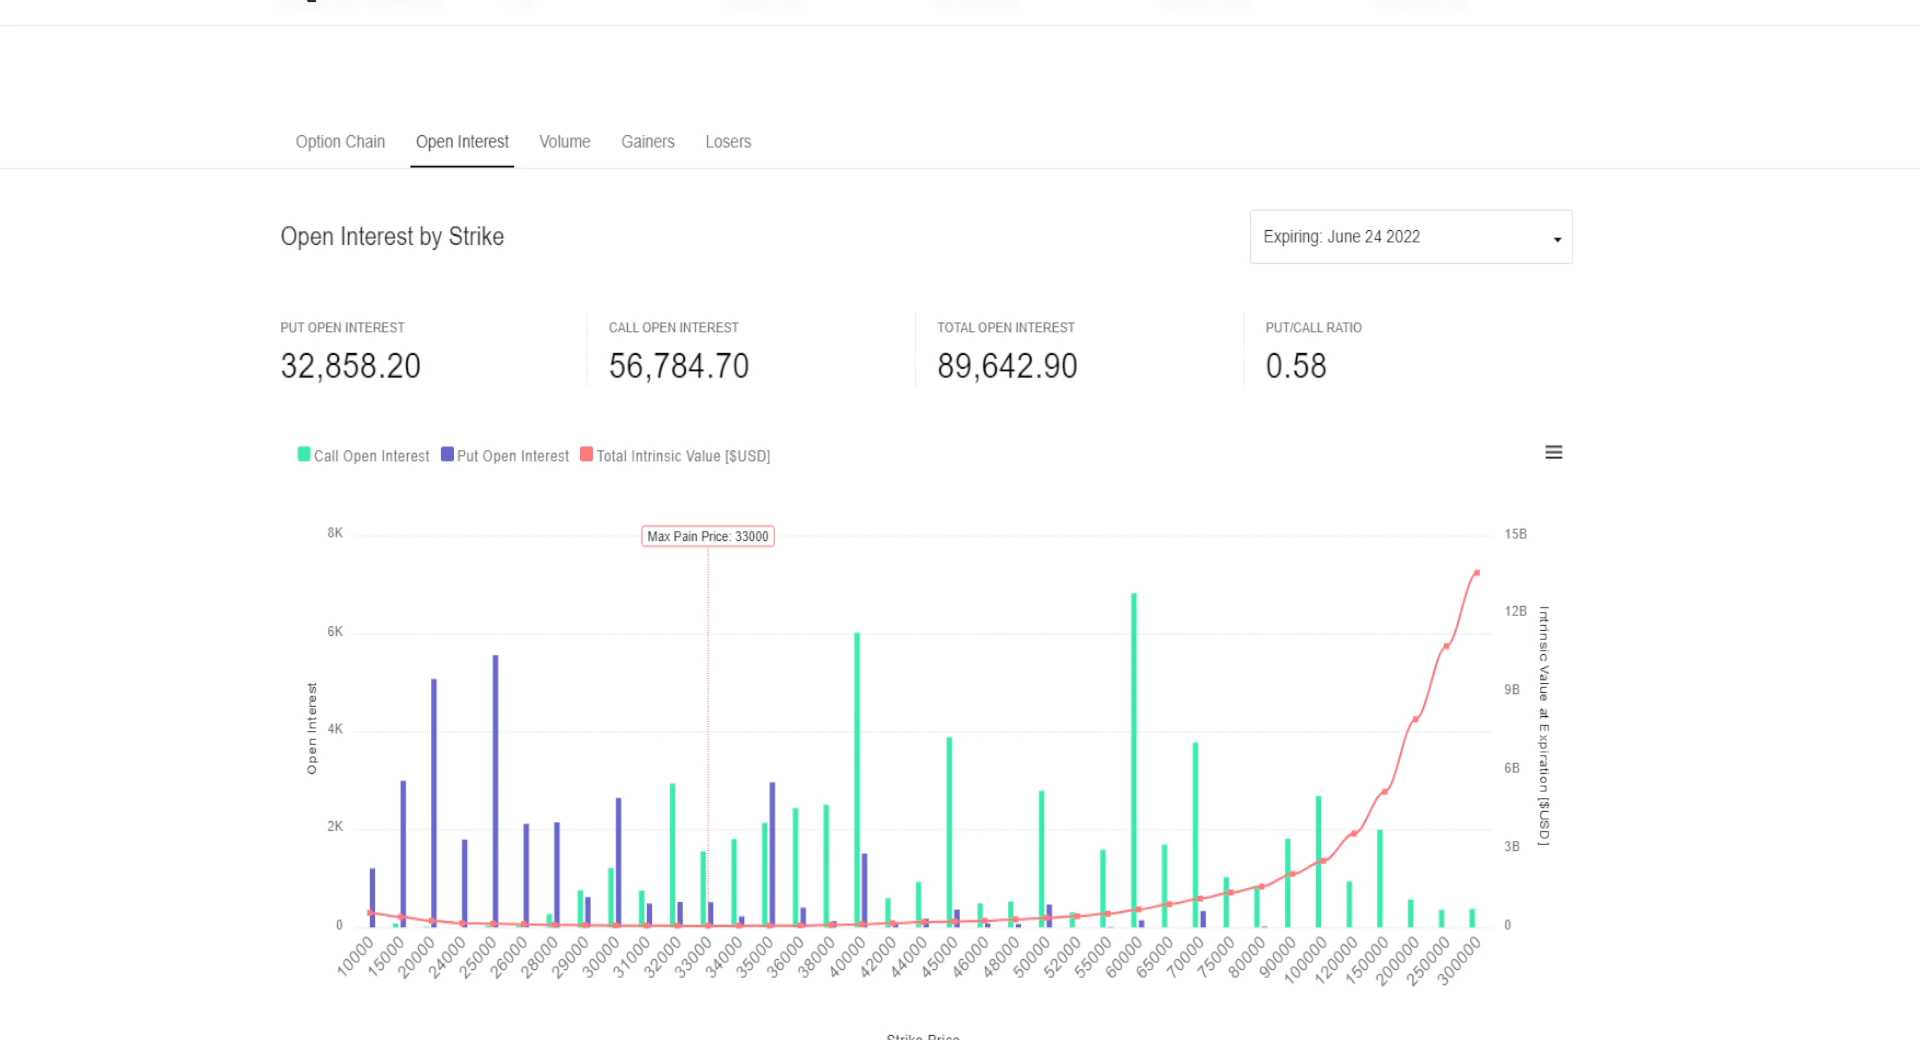 Option Chain Open Interest Volume Gainers Losers
Open Interest by Strike
Expiring: June 24 2022
PUT OPEN INTEREST CALL OPEN INTEREST TOTAL OPEN INTEREST PUT/CALL RATIO
32,858.20 56,784.70 89,642.90 0.58
Call Open Interest Put Open Interest Total Intrinsic Value [$USD]
Max Pain Price: 33000
8K
6K
4K
2K
0
Open Interest
15B
12B
9B
6B
3B
0
Intrinsic Value at Expiration [$USD]
10000 15000 20000 24000 25000 26000 28000 29000 30000 31000 32000 33000 34000 35000 36000 38000 40000 42000 44000 45000 46000 48000 50000 52000 55000 60000 65000 70000 75000 80000 90000 100000 120000 150000 200000 250000 300000
Strike Price